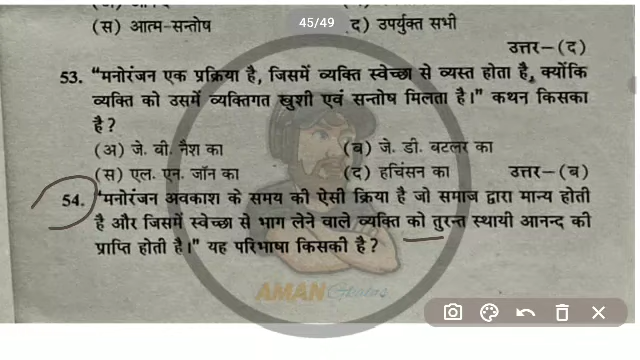 (स) आत्म-सन्तोष
45/49
द) उपर्युक्त सभी
उत्तर–(द)
53. "मनोरंजन एक प्रक्रिया है, जिसमें व्यक्ति स्वेच्छा से व्यस्त होता है, क्योंकि
व्यक्ति को उसमें व्यक्तिगत खुशी एवं सन्तोष मिलता है।" कथन किसका
है?
(अ) जे. बी. नैश का (ब) जे. डी. बटलर का
(स) एल. एन. जॉन का (द) हचिंसन का उत्तर–(ब)
54. "मनोरंजन अवकाश के समय की ऐसी क्रिया है जो समाज द्वारा मान्य होती
है और जिसमें स्वेच्छा से भाग लेने वाले व्यक्ति को तुरन्त स्थायी आनन्द की
प्राप्ति होती है।" यह परिभाषा किसकी है?
AMAN Classes